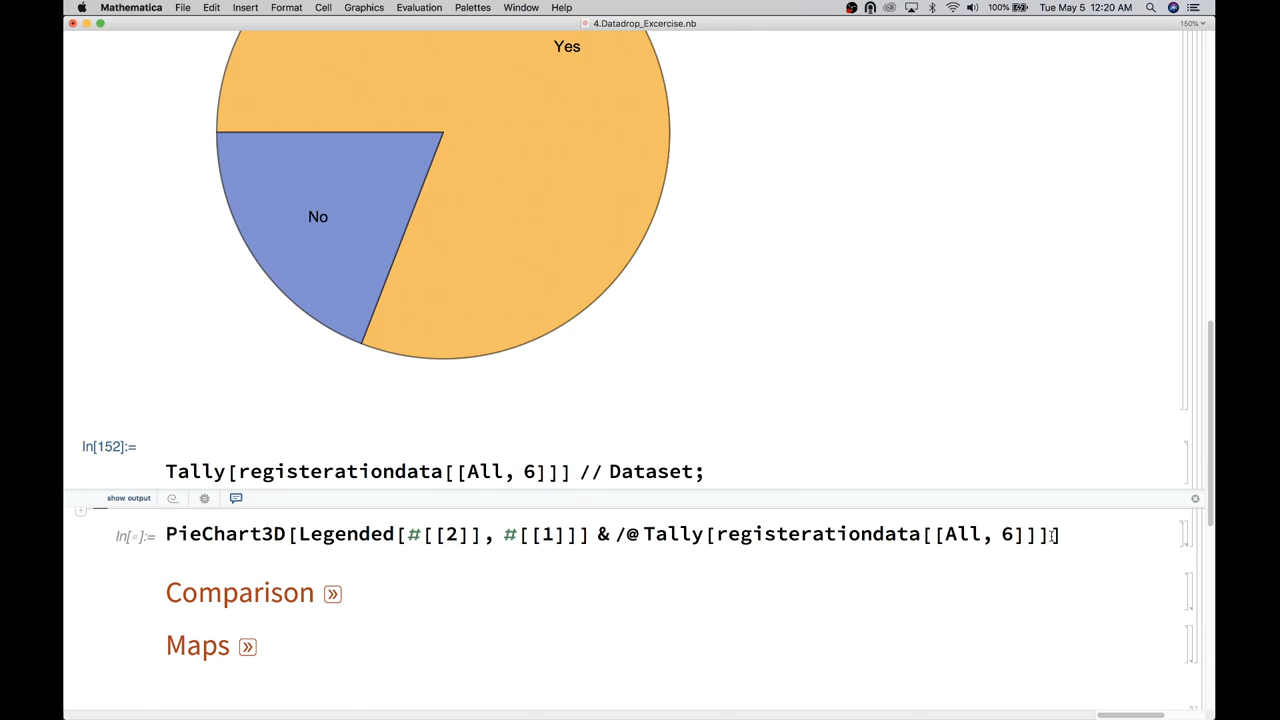 Mathematica File Edit Insert Format Cell Graphics Evaluation Palettes Window Help 100% Tue May 5 12:20 AM
4.Datadrop_Excercise.nb
150%
Yes
No
In[152]:=
Tally[registerationdata[[All, 6]]] // Dataset;
show output
In[ ]:= PieChart3D[Legended[#[[2]], #[[1]]] & /@ Tally[registerationdata[[All, 6]]]]
Comparison
Maps